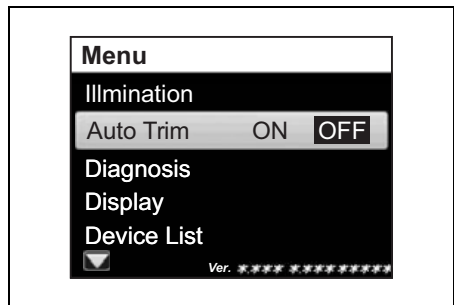 Menu
Illmination
Auto Trim ON OFF
Diagnosis
Display
Device List
Ver. *.*** *.*********